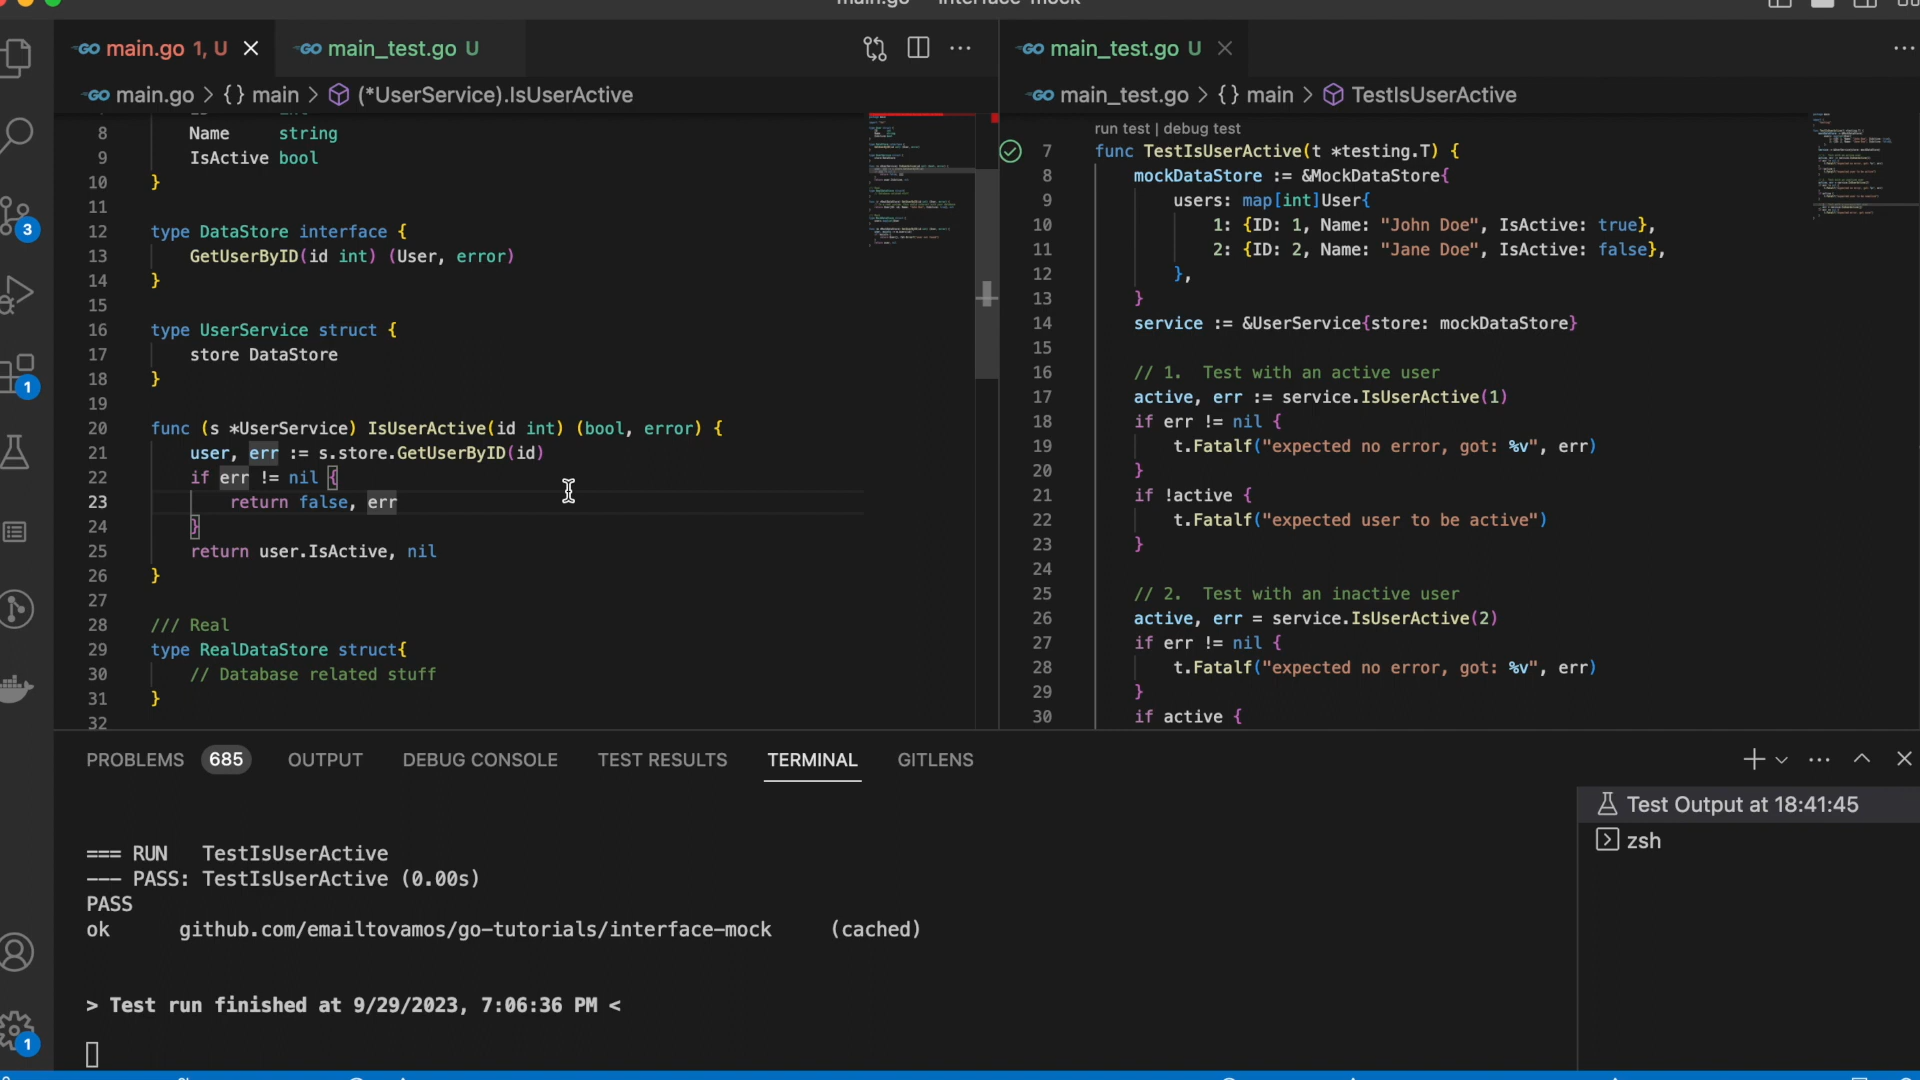 main.go — interface-mock
main.go 1, U
main_test.go U
main.go > {} main > (*UserService).IsUserActive
8 Name string
9 IsActive bool
10 }
11
12 type DataStore interface {
13 GetUserByID(id int) (User, error)
14 }
15
16 type UserService struct {
17 store DataStore
18 }
19
20 func (s *UserService) IsUserActive(id int) (bool, error) {
21 user, err := s.store.GetUserByID(id)
22 if err != nil {
23 return false, err
24 }
25 return user.IsActive, nil
26 }
27
28 /// Real
29 type RealDataStore struct{
30 // Database related stuff
31 }
32
main_test.go U
main_test.go > {} main > TestIsUserActive
run test | debug test
7 func TestIsUserActive(t *testing.T) {
8 mockDataStore := &MockDataStore{
9 users: map[int]User{
10 1: {ID: 1, Name: "John Doe", IsActive: true},
11 2: {ID: 2, Name: "Jane Doe", IsActive: false},
12 },
13 }
14 service := &UserService{store: mockDataStore}
15
16 // 1. Test with an active user
17 active, err := service.IsUserActive(1)
18 if err != nil {
19 t.Fatalf("expected no error, got: %v", err)
20 }
21 if !active {
22 t.Fatalf("expected user to be active")
23 }
24
25 // 2. Test with an inactive user
26 active, err = service.IsUserActive(2)
27 if err != nil {
28 t.Fatalf("expected no error, got: %v", err)
29 }
30 if active {
3
1
1
PROBLEMS 685 OUTPUT DEBUG CONSOLE TEST RESULTS TERMINAL GITLENS
=== RUN TestIsUserActive
--- PASS: TestIsUserActive (0.00s)
PASS
ok github.com/emailtovamos/go-tutorials/interface-mock (cached)
> Test run finished at 9/29/2023, 7:06:36 PM <
Test Output at 18:41:45
zsh